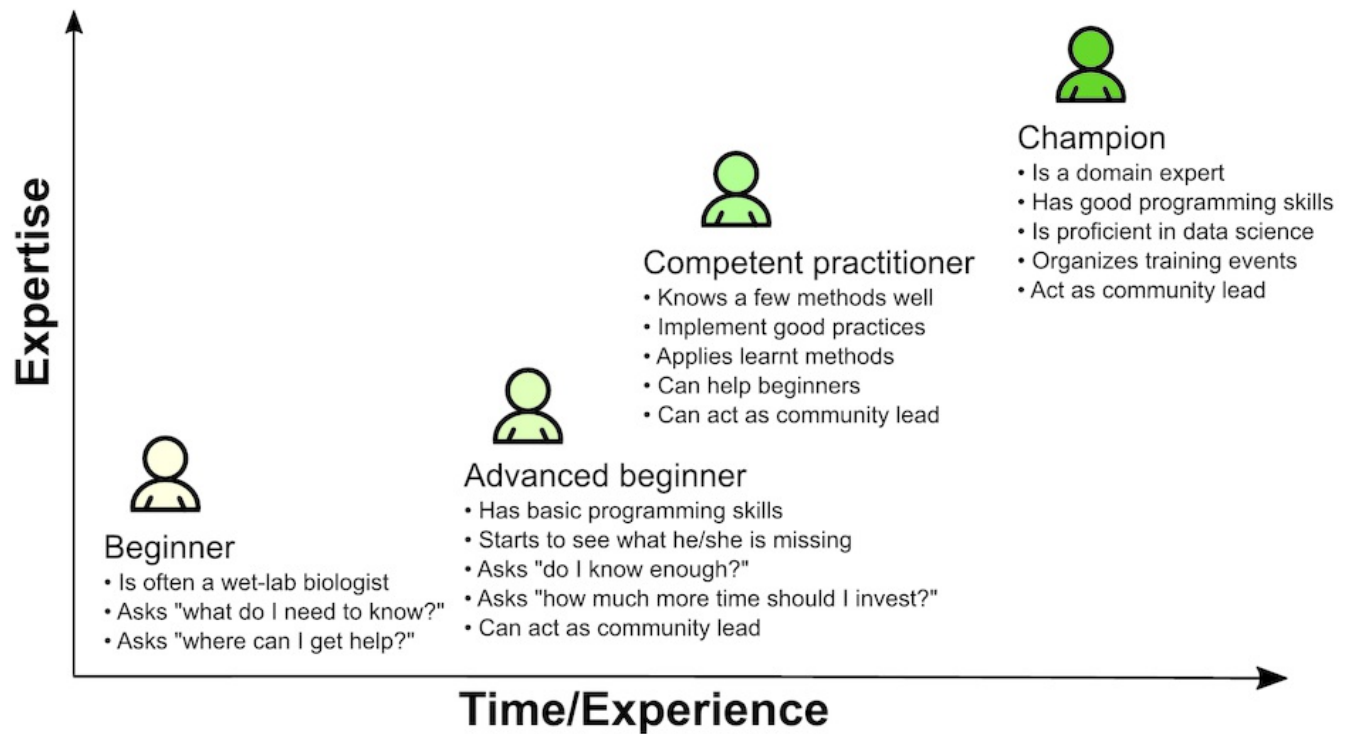 Expertise
Champion
• Is a domain expert
• Has good programming skills
• Is proficient in data science
• Organizes training events
• Act as community lead
Competent practitioner
• Knows a few methods well
• Implement good practices
• Applies learnt methods
• Can help beginners
• Can act as community lead
Advanced beginner
• Has basic programming skills
• Starts to see what he/she is missing
• Asks "do I know enough?"
• Asks "how much more time should I invest?"
• Can act as community lead
Beginner
• Is often a wet-lab biologist
• Asks "what do I need to know?"
• Asks "where can I get help?"
Time/Experience